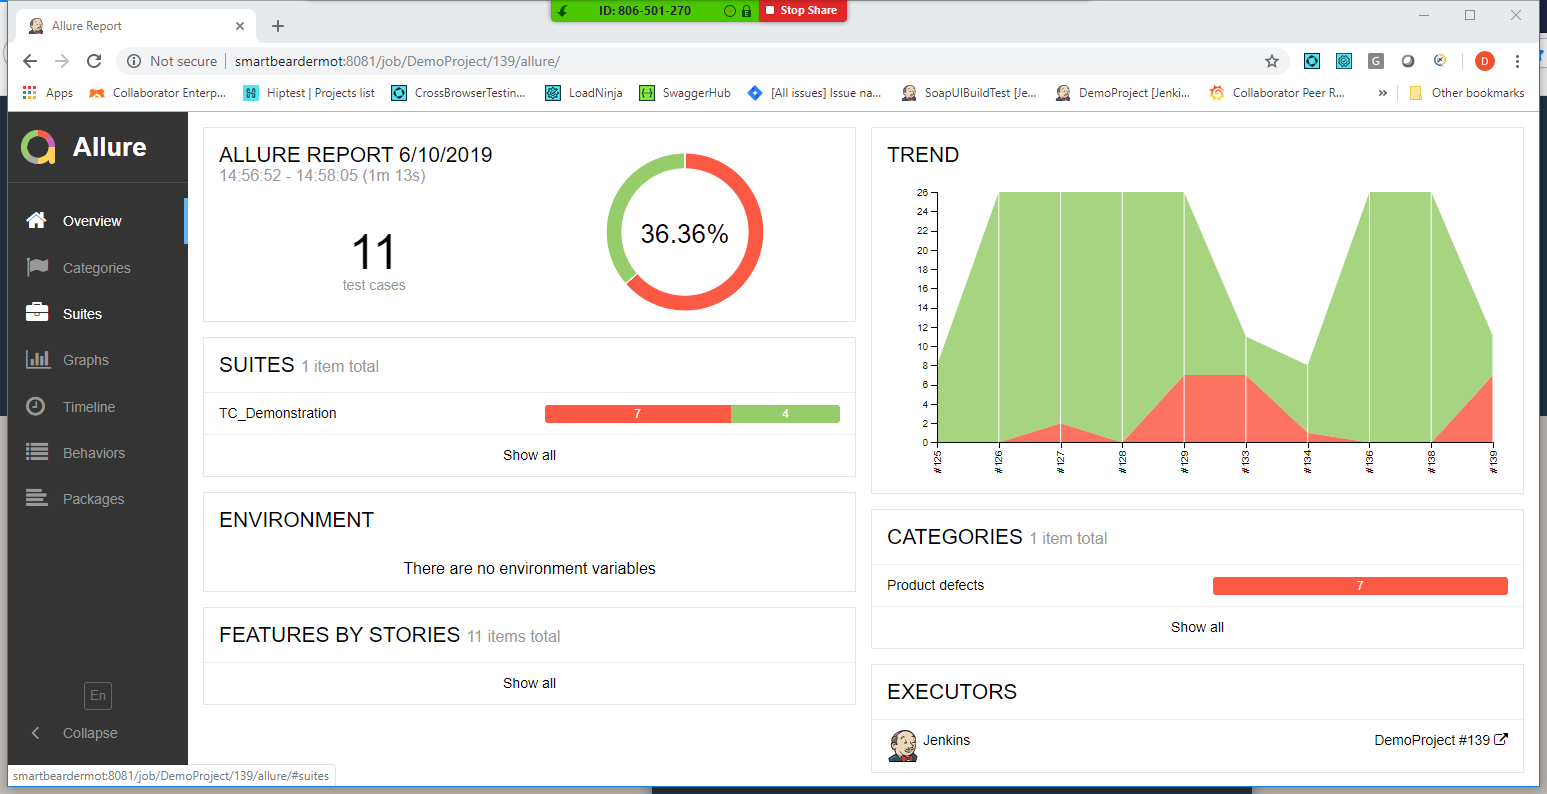 ID: 806-501-270
Stop Share
Allure Report
Not secure
smartbeardermot:8081/job/DemoProject/139/allure/
G
D
Apps
Collaborator Enterp...
Hiptest | Projects list
CrossBrowserTestin...
LoadNinja
SwaggerHub
[All issues] Issue na...
SoapUIBuildTest [Je...
DemoProject [Jenki...
Collaborator Peer R...
»
Other bookmarks
Allure
Overview
Categories
Suites
Graphs
Timeline
Behaviors
Packages
En
Collapse
smartbeardermot:8081/job/DemoProject/139/allure/#suites
ALLURE REPORT 6/10/2019
14:56:52 - 14:58:05 (1m 13s)
11
test cases
36.36%
SUITES 1 item total
TC_Demonstration
7
4
Show all
ENVIRONMENT
There are no environment variables
FEATURES BY STORIES 11 items total
Show all
TREND
26
24
22
20
18
16
14
12
10
8
6
4
2
0
#125
#126
#127
#128
#129
#133
#134
#136
#138
#139
CATEGORIES 1 item total
Product defects
7
Show all
EXECUTORS
Jenkins
DemoProject #139